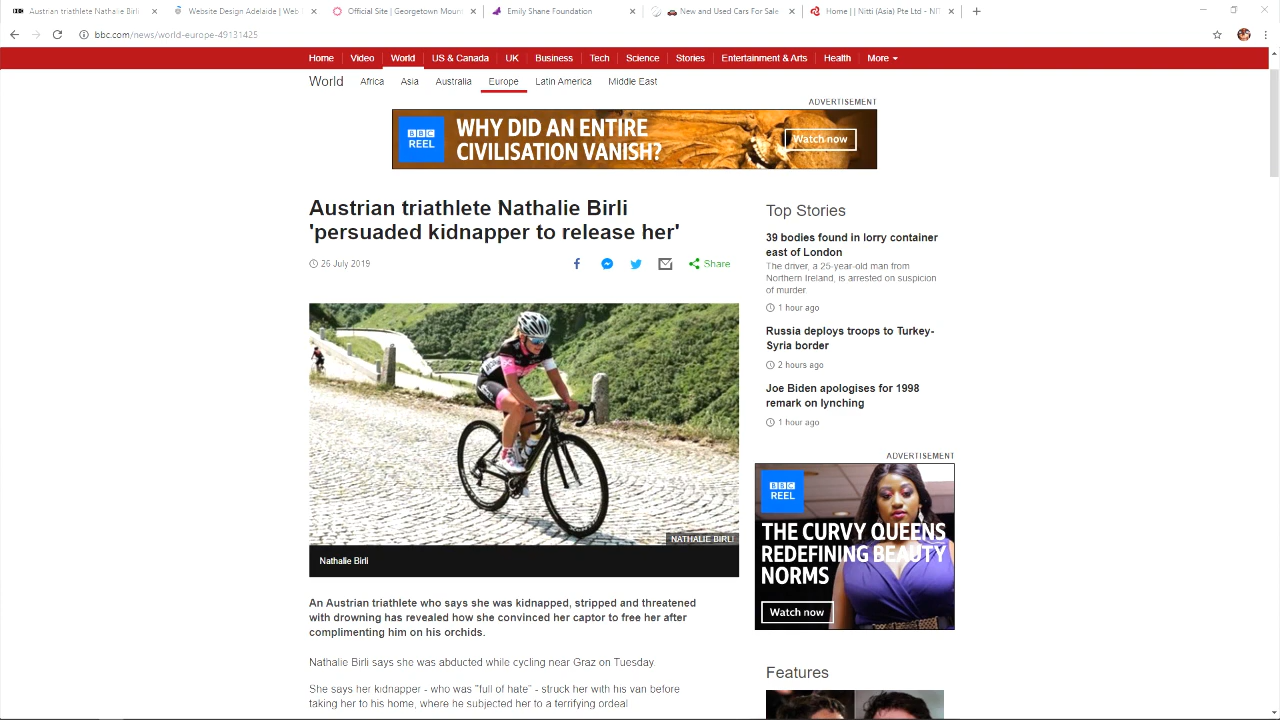 Austrian triathlete Nathalie Birli
Website Design Adelaide | Web
Official Site | Georgetown Moun
Emily Shane Foundation
New and Used Cars For Sale
Home | | Nitti (Asia) Pte Ltd - NIT
bbc.com/news/world-europe-49131425
Home Video World US & Canada UK Business Tech Science Stories Entertainment & Arts Health More
World Africa Asia Australia Europe Latin America Middle East
ADVERTISEMENT
BBC
REEL
WHY DID AN ENTIRE
CIVILISATION VANISH?
Watch now
Austrian triathlete Nathalie Birli
'persuaded kidnapper to release her'
26 July 2019
Share
NATHALIE BIRLI
Nathalie Birli
An Austrian triathlete who says she was kidnapped, stripped and threatened
with drowning has revealed how she convinced her captor to free her after
complimenting him on his orchids.
Nathalie Birli says she was abducted while cycling near Graz on Tuesday.
She says her kidnapper - who was "full of hate" - struck her with his van before
taking her to his home, where he subjected her to a terrifying ordeal.
Top Stories
39 bodies found in lorry container
east of London
The driver, a 25-year-old man from
Northern Ireland, is arrested on suspicion
of murder.
1 hour ago
Russia deploys troops to Turkey-
Syria border
2 hours ago
Joe Biden apologises for 1998
remark on lynching
1 hour ago
ADVERTISEMENT
BBC
REEL
THE CURVY QUEENS
REDEFINING BEAUTY
NORMS
Watch now
Features